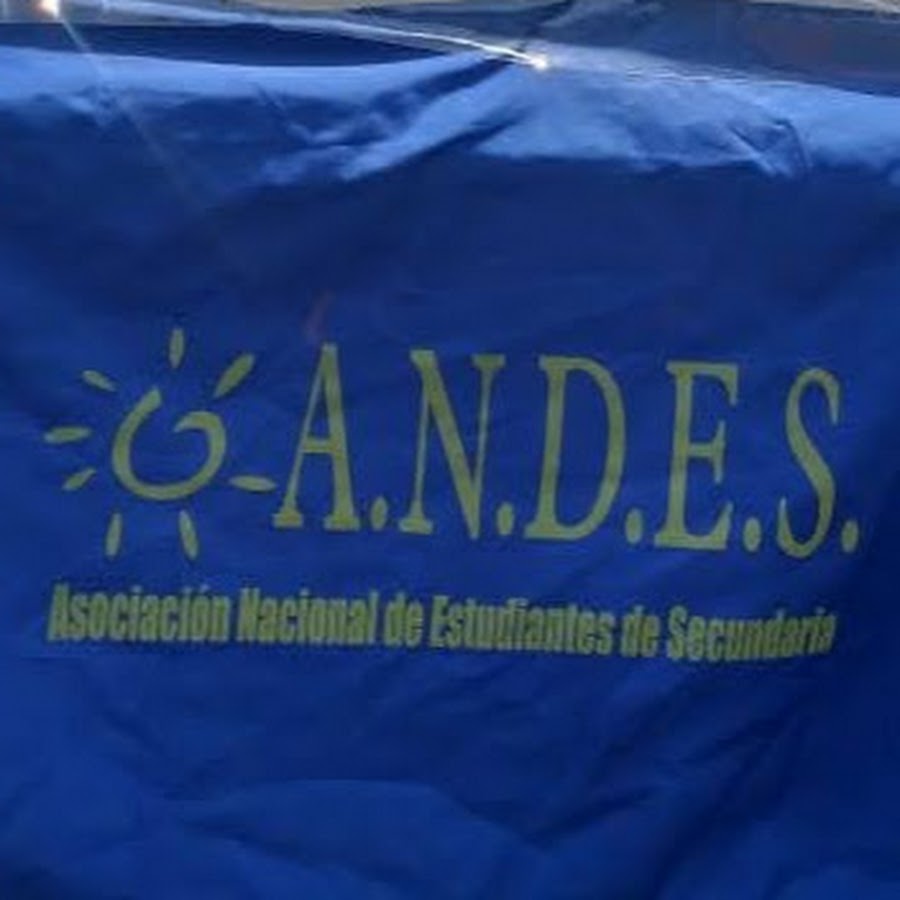 A.N.D.E.S.
Asociación Nacional de Estudiantes de Secundaria